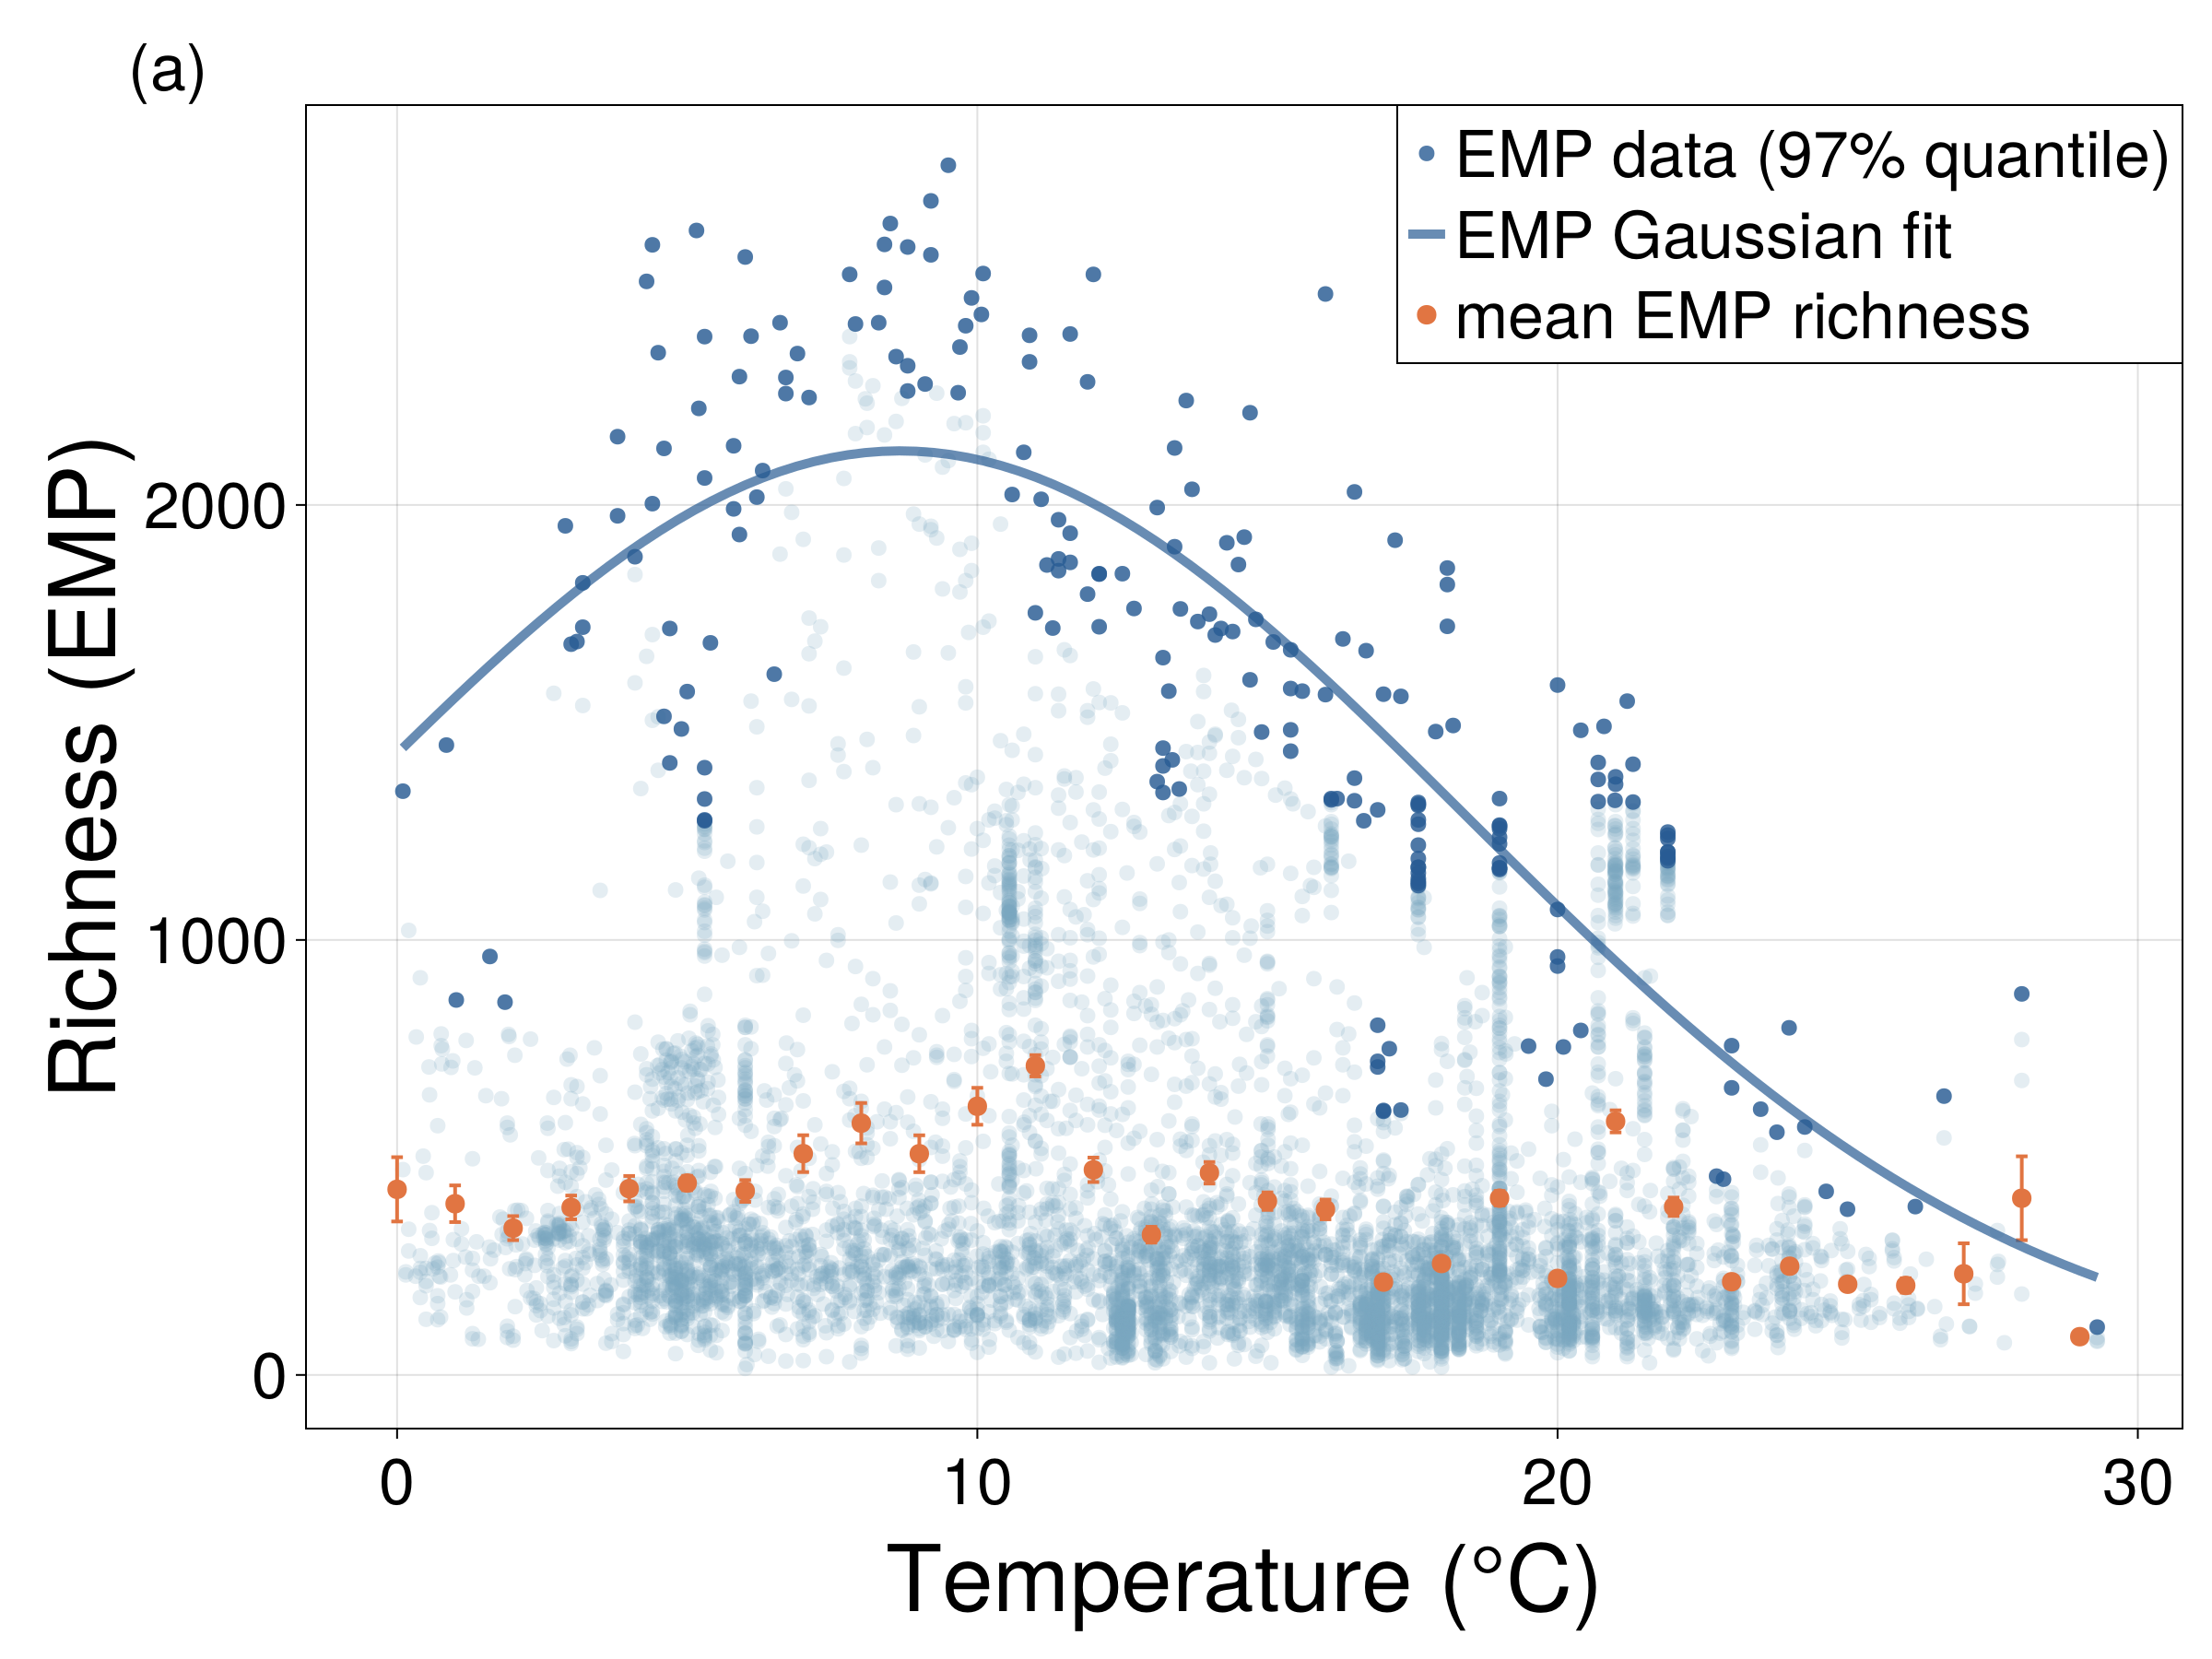 (a)
EMP data (97% quantile)
EMP Gaussian fit
mean EMP richness
Richness (EMP)
2000
1000
0
0
10
20
30
Temperature (°C)